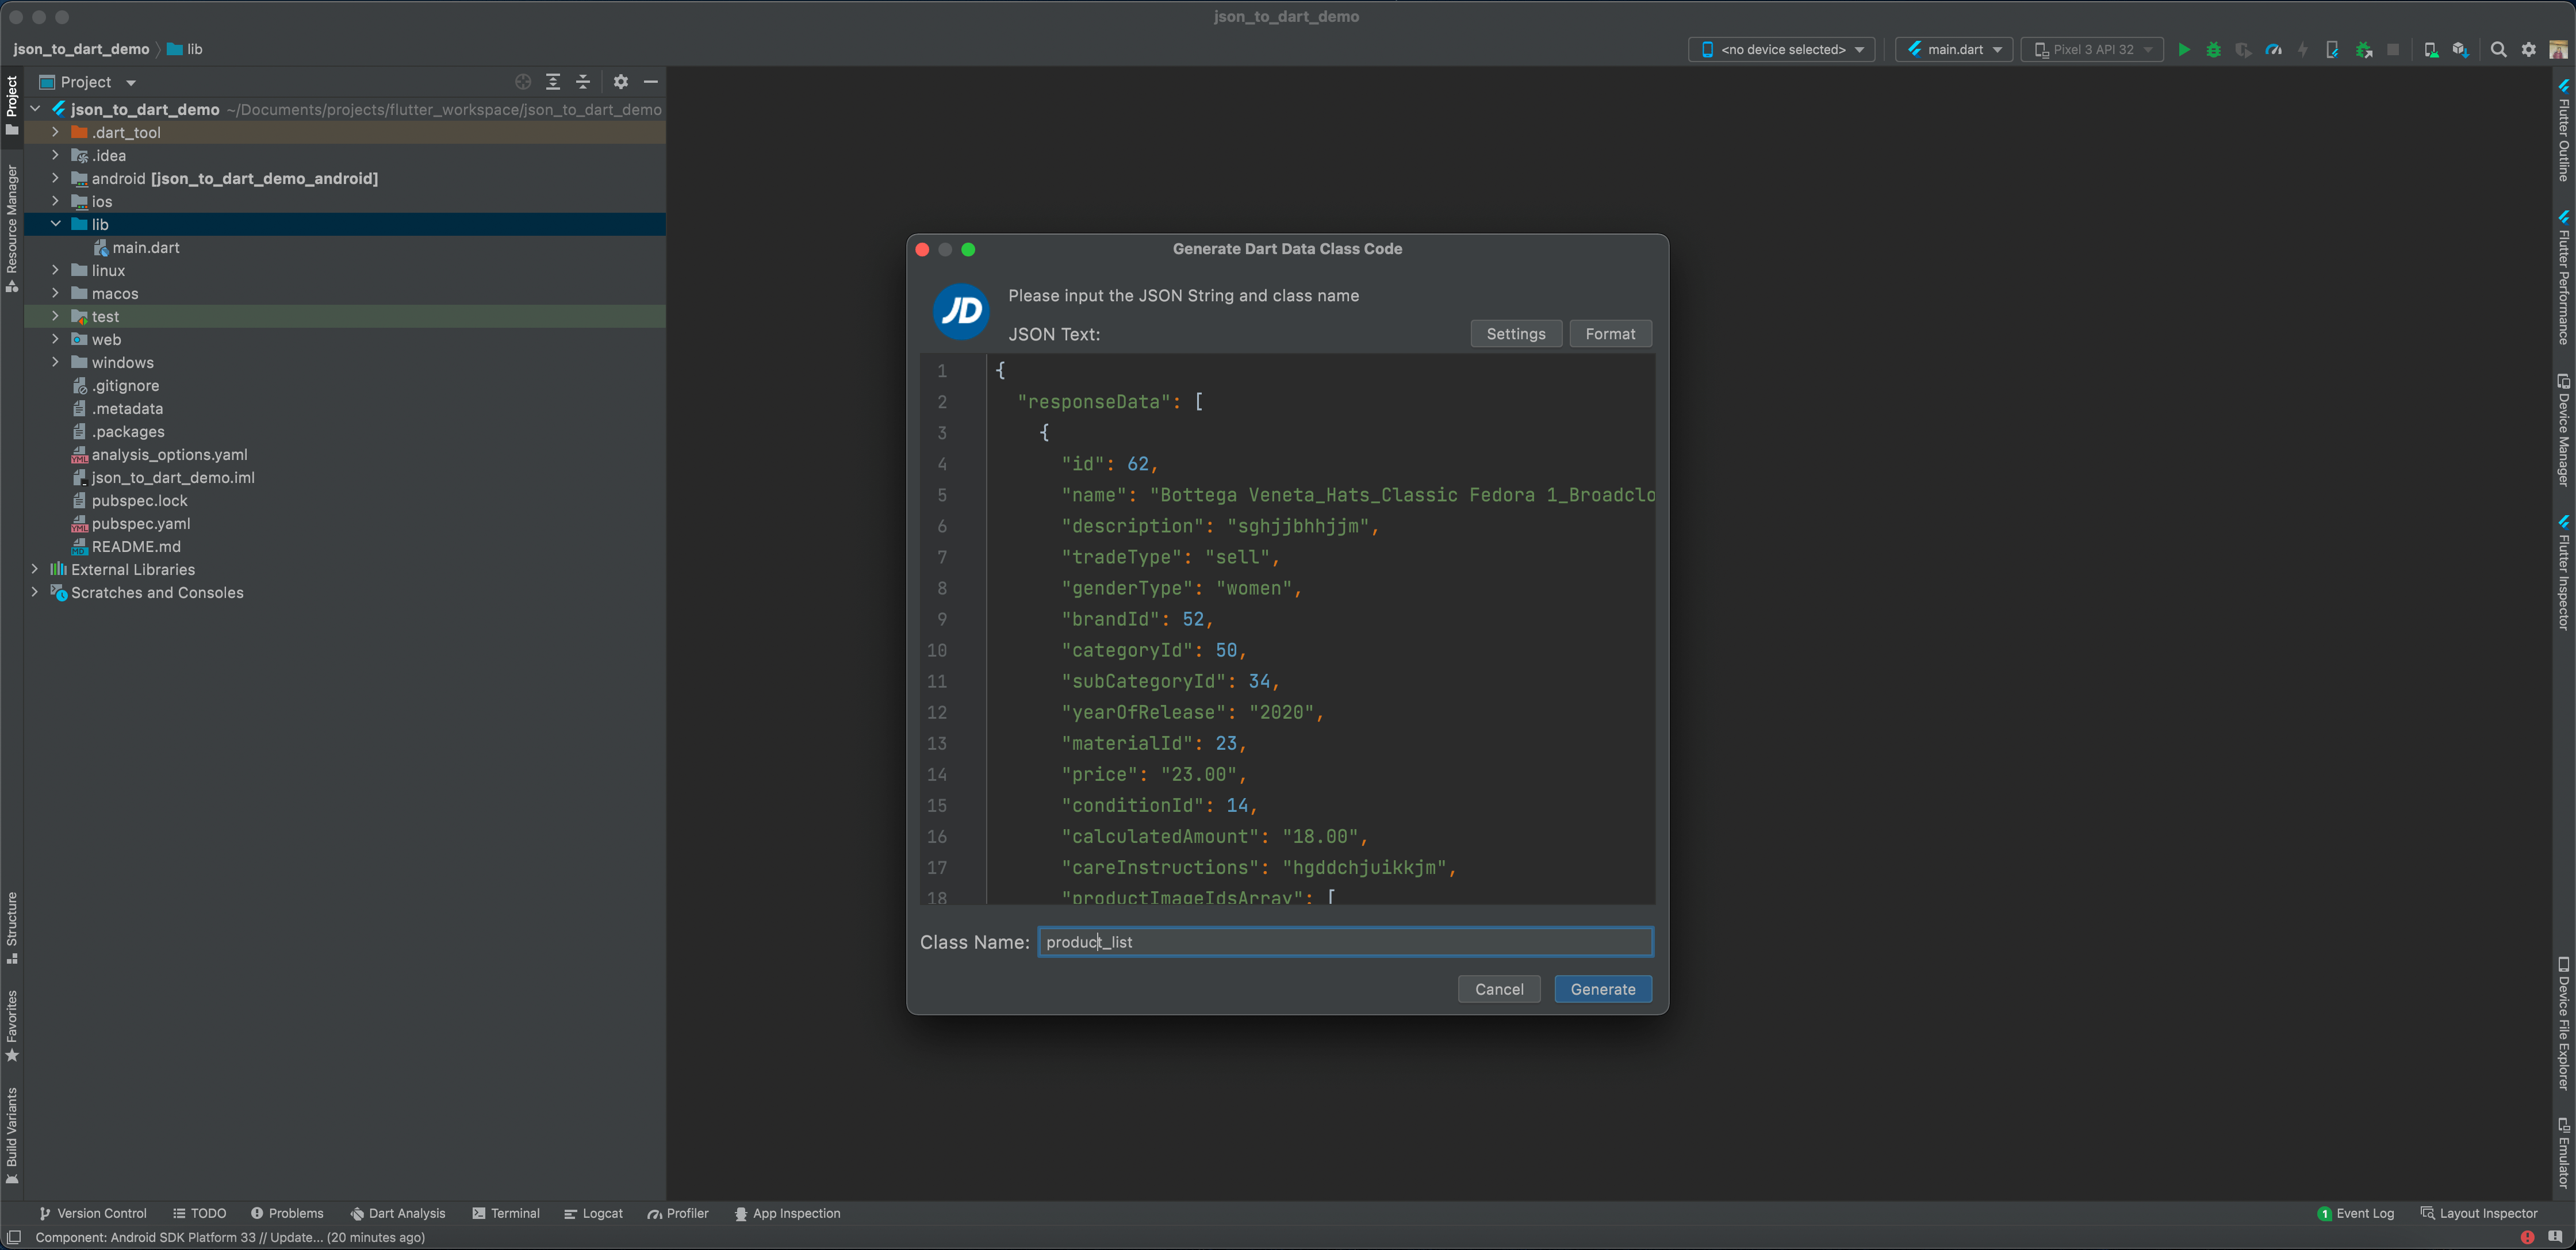 json_to_dart_demo
json_to_dart_demo
lib
<no device selected>
main.dart
Pixel 3 API 32
Project
Resource Manager
Structure
Favorites
Build Variants
Project
json_to_dart_demo ~/Documents/projects/flutter_workspace/json_to_dart_demo
.dart_tool
.idea
android [json_to_dart_demo_android]
ios
lib
main.dart
linux
macos
test
web
windows
.gitignore
.metadata
.packages
analysis_options.yaml
json_to_dart_demo.iml
pubspec.lock
pubspec.yaml
README.md
External Libraries
Scratches and Consoles
Generate Dart Data Class Code
JD
Please input the JSON String and class name
JSON Text:
Settings
Format
1 {
2 "responseData": [
3 {
4 "id": 62,
5 "name": "Bottega Veneta_Hats_Classic Fedora 1_Broadclo
6 "description": "sghjjbhhjjm",
7 "tradeType": "sell",
8 "genderType": "women",
9 "brandId": 52,
10 "categoryId": 50,
11 "subCategoryId": 34,
12 "yearOfRelease": "2020",
13 "materialId": 23,
14 "price": "23.00",
15 "conditionId": 14,
16 "calculatedAmount": "18.00",
17 "careInstructions": "hgddchjuikkjm",
18 "productImageIdsArray": [
Class Name: product_list
Cancel
Generate
Flutter Outline
Flutter Performance
Device Manager
Flutter Inspector
Device File Explorer
Emulator
Version Control
TODO
Problems
Dart Analysis
Terminal
Logcat
Profiler
App Inspection
1 Event Log
Layout Inspector
Component: Android SDK Platform 33 // Update... (20 minutes ago)